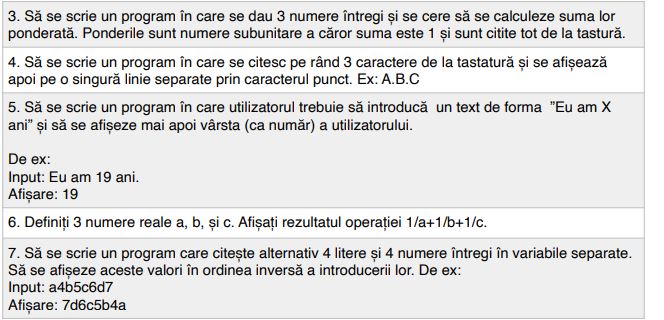 3. Să se scrie un program în care se dau 3 numere întregi și se cere să se calculeze suma lor
ponderată. Ponderile sunt numere subunitare a căror suma este 1 și sunt citite tot de la tastură.
4. Să se scrie un program în care se citesc pe rând 3 caractere de la tastatură și se afișează
apoi pe o singură linie separate prin caracterul punct. Ex: A.B.C
5. Să se scrie un program în care utilizatorul trebuie să introducă un text de forma ”Eu am X
ani” și să se afișeze mai apoi vârsta (ca număr) a utilizatorului.
De ex:
Input: Eu am 19 ani.
Afișare: 19
6. Definiți 3 numere reale a, b, și c. Afișați rezultatul operației 1/a+1/b+1/c.
7. Să se scrie un program care citește alternativ 4 litere și 4 numere întregi în variabile separate.
Să se afișeze aceste valori în ordinea inversă a introducerii lor. De ex:
Input: a4b5c6d7
Afișare: 7d6c5b4a